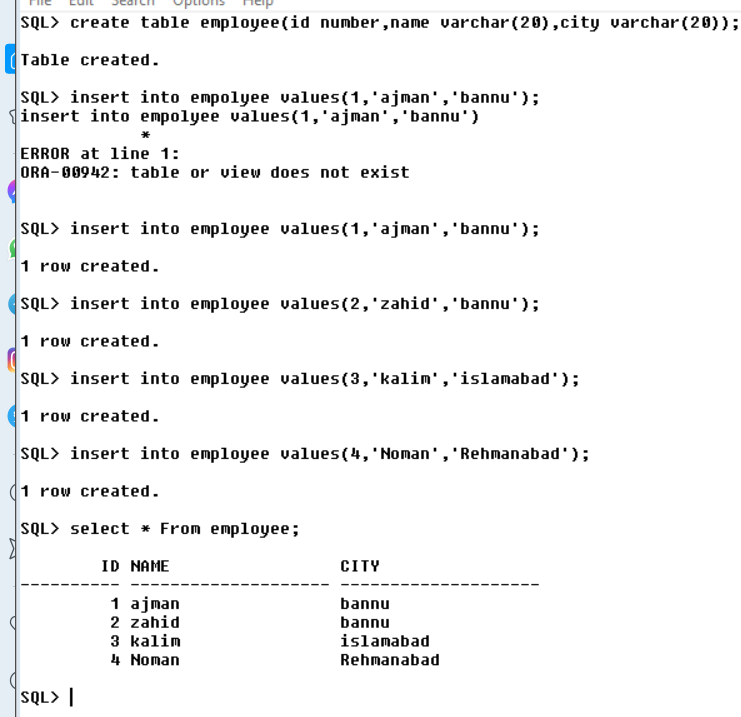 File Edit Search Options Help
SQL> create table employee(id number,name varchar(20),city varchar(20));
Table created.
SQL> insert into empolyee values(1,'ajman','bannu');
insert into empolyee values(1,'ajman','bannu')
*
ERROR at line 1:
ORA-00942: table or view does not exist
SQL> insert into employee values(1,'ajman','bannu');
1 row created.
SQL> insert into employee values(2,'zahid','bannu');
1 row created.
SQL> insert into employee values(3,'kalim','islamabad');
1 row created.
SQL> insert into employee values(4,'Noman','Rehmanabad');
1 row created.
SQL> select * From employee;
ID NAME CITY
---------- -------------------- --------------------
1 ajman bannu
2 zahid bannu
3 kalim islamabad
4 Noman Rehmanabad
SQL>